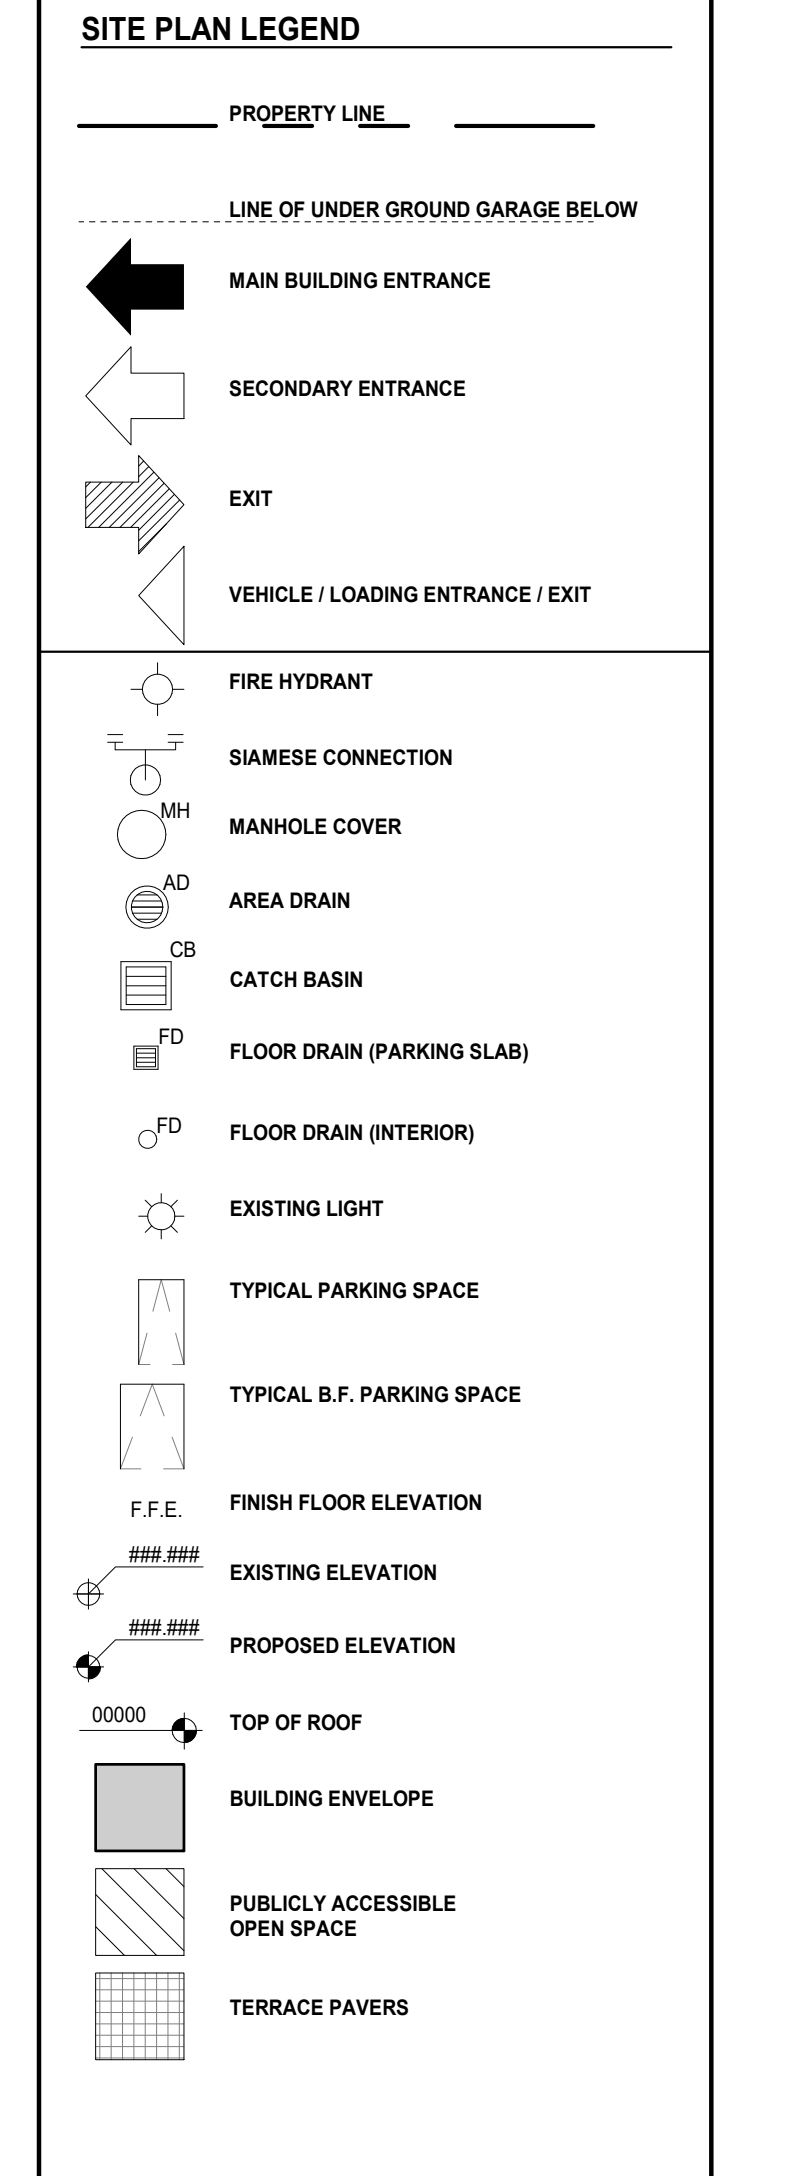 SITE PLAN LEGEND
PROPERTY LINE
LINE OF UNDER GROUND GARAGE BELOW
MAIN BUILDING ENTRANCE
SECONDARY ENTRANCE
EXIT
VEHICLE / LOADING ENTRANCE / EXIT
FIRE HYDRANT
SIAMESE CONNECTION
MH
MANHOLE COVER
AD
AREA DRAIN
CB
CATCH BASIN
FD
FLOOR DRAIN (PARKING SLAB)
FD
FLOOR DRAIN (INTERIOR)
EXISTING LIGHT
TYPICAL PARKING SPACE
TYPICAL B.F. PARKING SPACE
F.F.E.
FINISH FLOOR ELEVATION
###.###
EXISTING ELEVATION
###.###
PROPOSED ELEVATION
00000
TOP OF ROOF
BUILDING ENVELOPE
PUBLICLY ACCESSIBLE
OPEN SPACE
TERRACE PAVERS